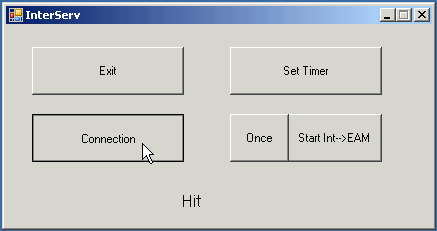 InterServ
Exit
Set Timer
Connection
Once
Start Int-->EAM
Hit